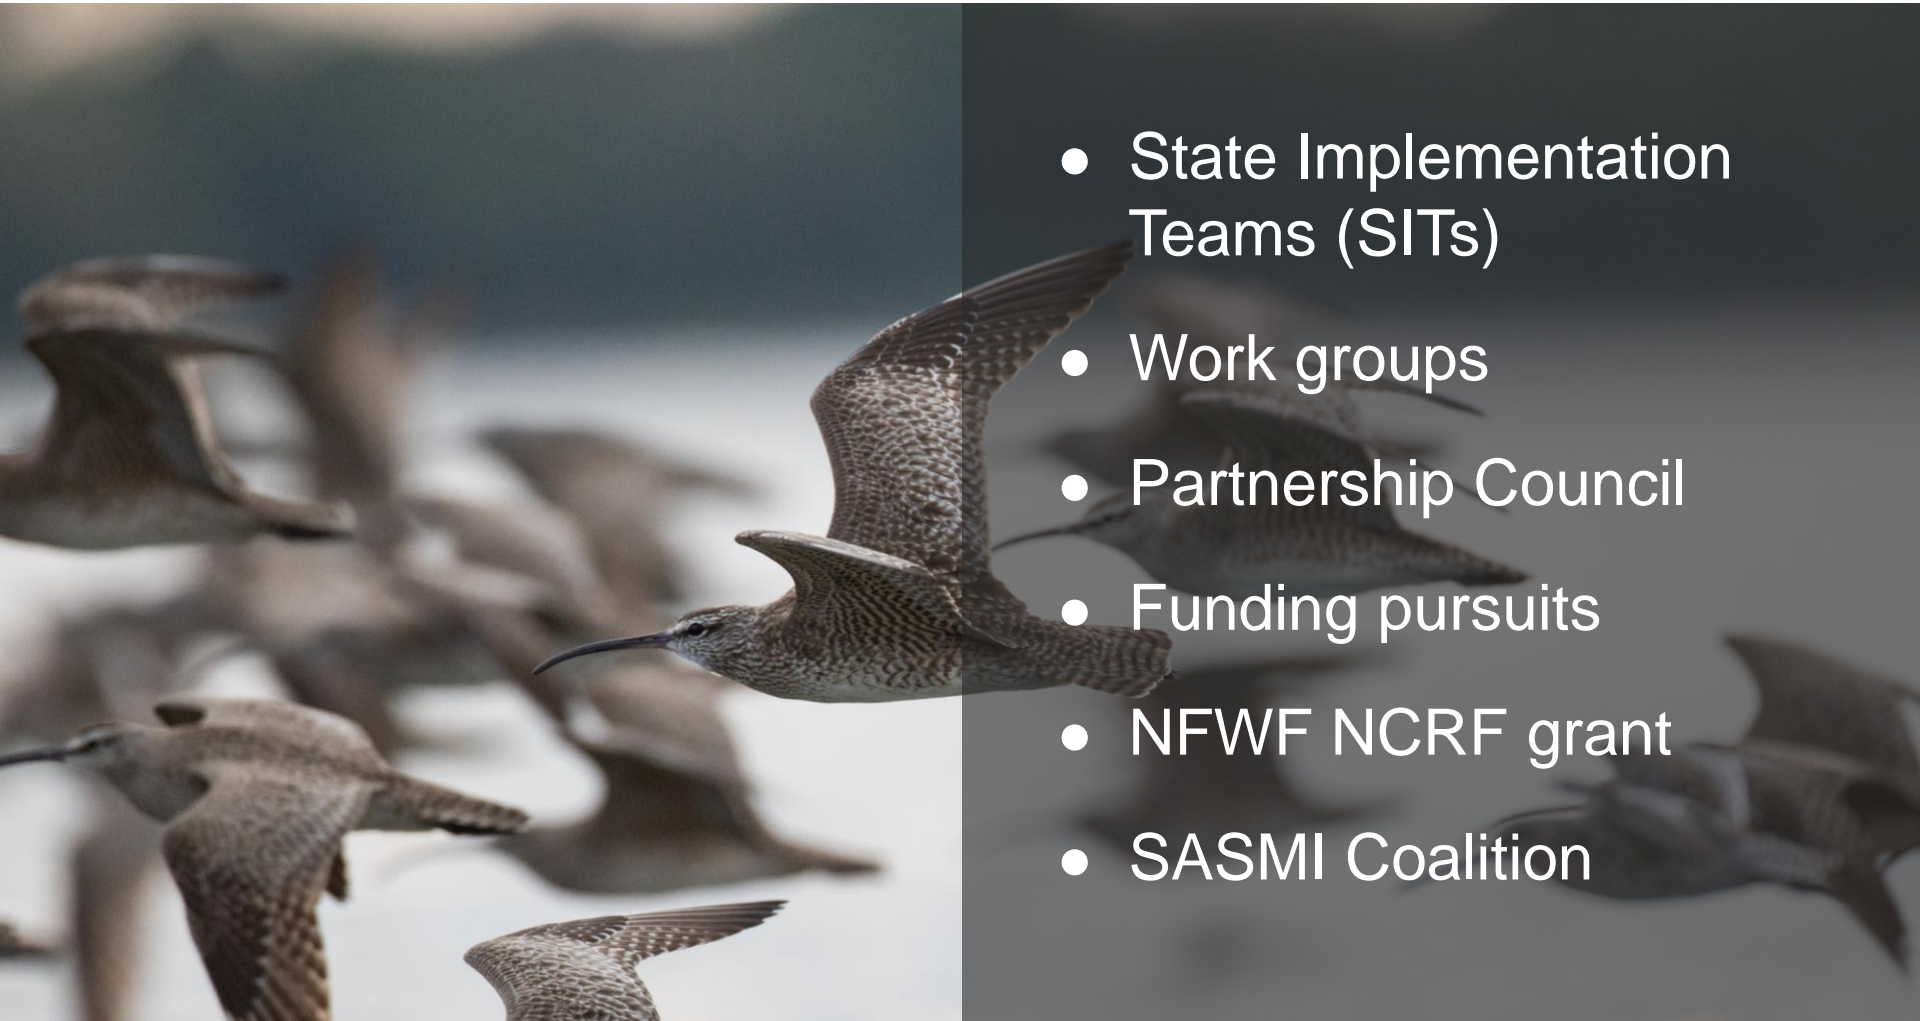 ● State Implementation
Teams (SITs)
● Work groups
● Partnership Council
● Funding pursuits
● NFWF NCRF grant
● SASMI Coalition